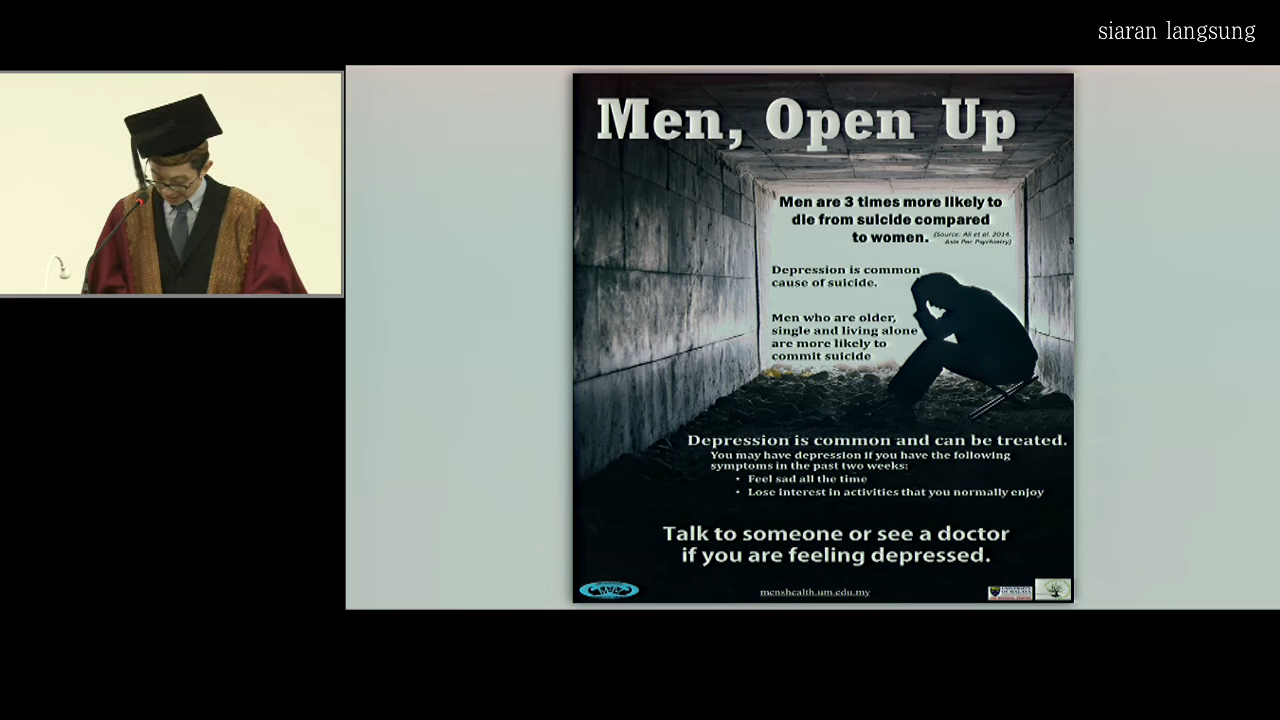 siaran langsung
Men, Open Up
Men are 3 times more likely to
die from suicide compared
to women.
(Source: Ali et al. 2014.
Asia Pac Psychiatry)
Depression is common
cause of suicide.
Men who are older,
single and living alone
are more likely to
commit suicide
Depression is common and can be treated.
You may have depression if you have the following
symptoms in the past two weeks:
• Feel sad all the time
• Lose interest in activities that you normally enjoy
Talk to someone or see a doctor
if you are feeling depressed.
menshealth.um.edu.my
UNIVERSITY
OF MALAYA